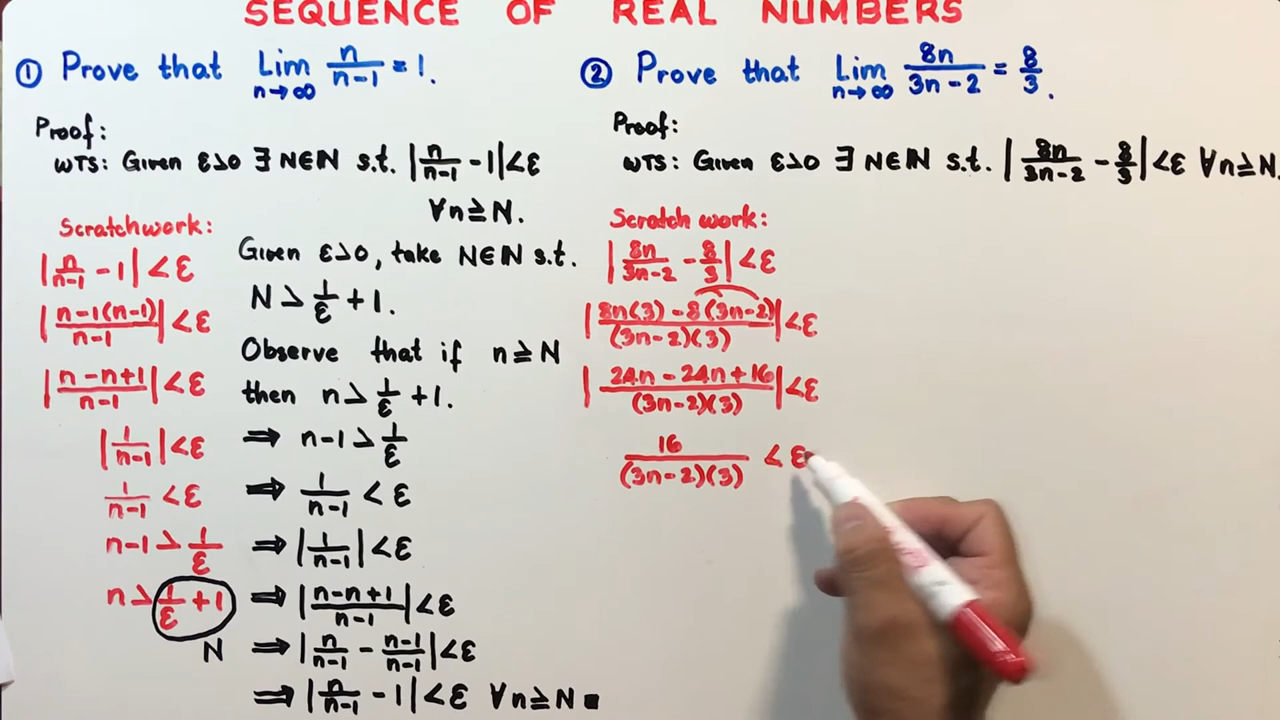 SEQUENCE OF REAL NUMBERS
① Prove that Lim n→∞ n/(n-1) = 1.
Proof:
WTS: Given ε>0 ∃ N∈ℕ s.t. |n/(n-1) - 1|<ε
∀n≥N.
Scratchwork:
|n/(n-1) - 1|<ε
|(n-1(n-1))/(n-1)|<ε
|(n-n+1)/(n-1)|<ε
|1/(n-1)|<ε
1/(n-1) <ε
n-1>1/ε
n>1/ε+1
N
Given ε>0, take N∈ℕ s.t.
N>1/ε+1.
Observe that if n≥N
then n>1/ε+1.
⇒ n-1>1/ε
⇒ 1/(n-1) <ε
⇒ |1/(n-1)|<ε
⇒ |(n-n+1)/(n-1)|<ε
⇒ |n/(n-1) - (n-1)/(n-1)|<ε
⇒ |n/(n-1) - 1|<ε ∀n≥N ■
② Prove that Lim n→∞ 8n/(3n-2) = 8/3.
Proof:
WTS: Given ε>0 ∃ N∈ℕ s.t. |8n/(3n-2) - 8/3|<ε ∀n≥N.
Scratch work:
|8n/(3n-2) - 8/3|<ε
|(8n(3)-8(3n-2))/((3n-2)(3))|<ε
|(24n-24n+16)/((3n-2)(3))|<ε
16/((3n-2)(3)) <ε